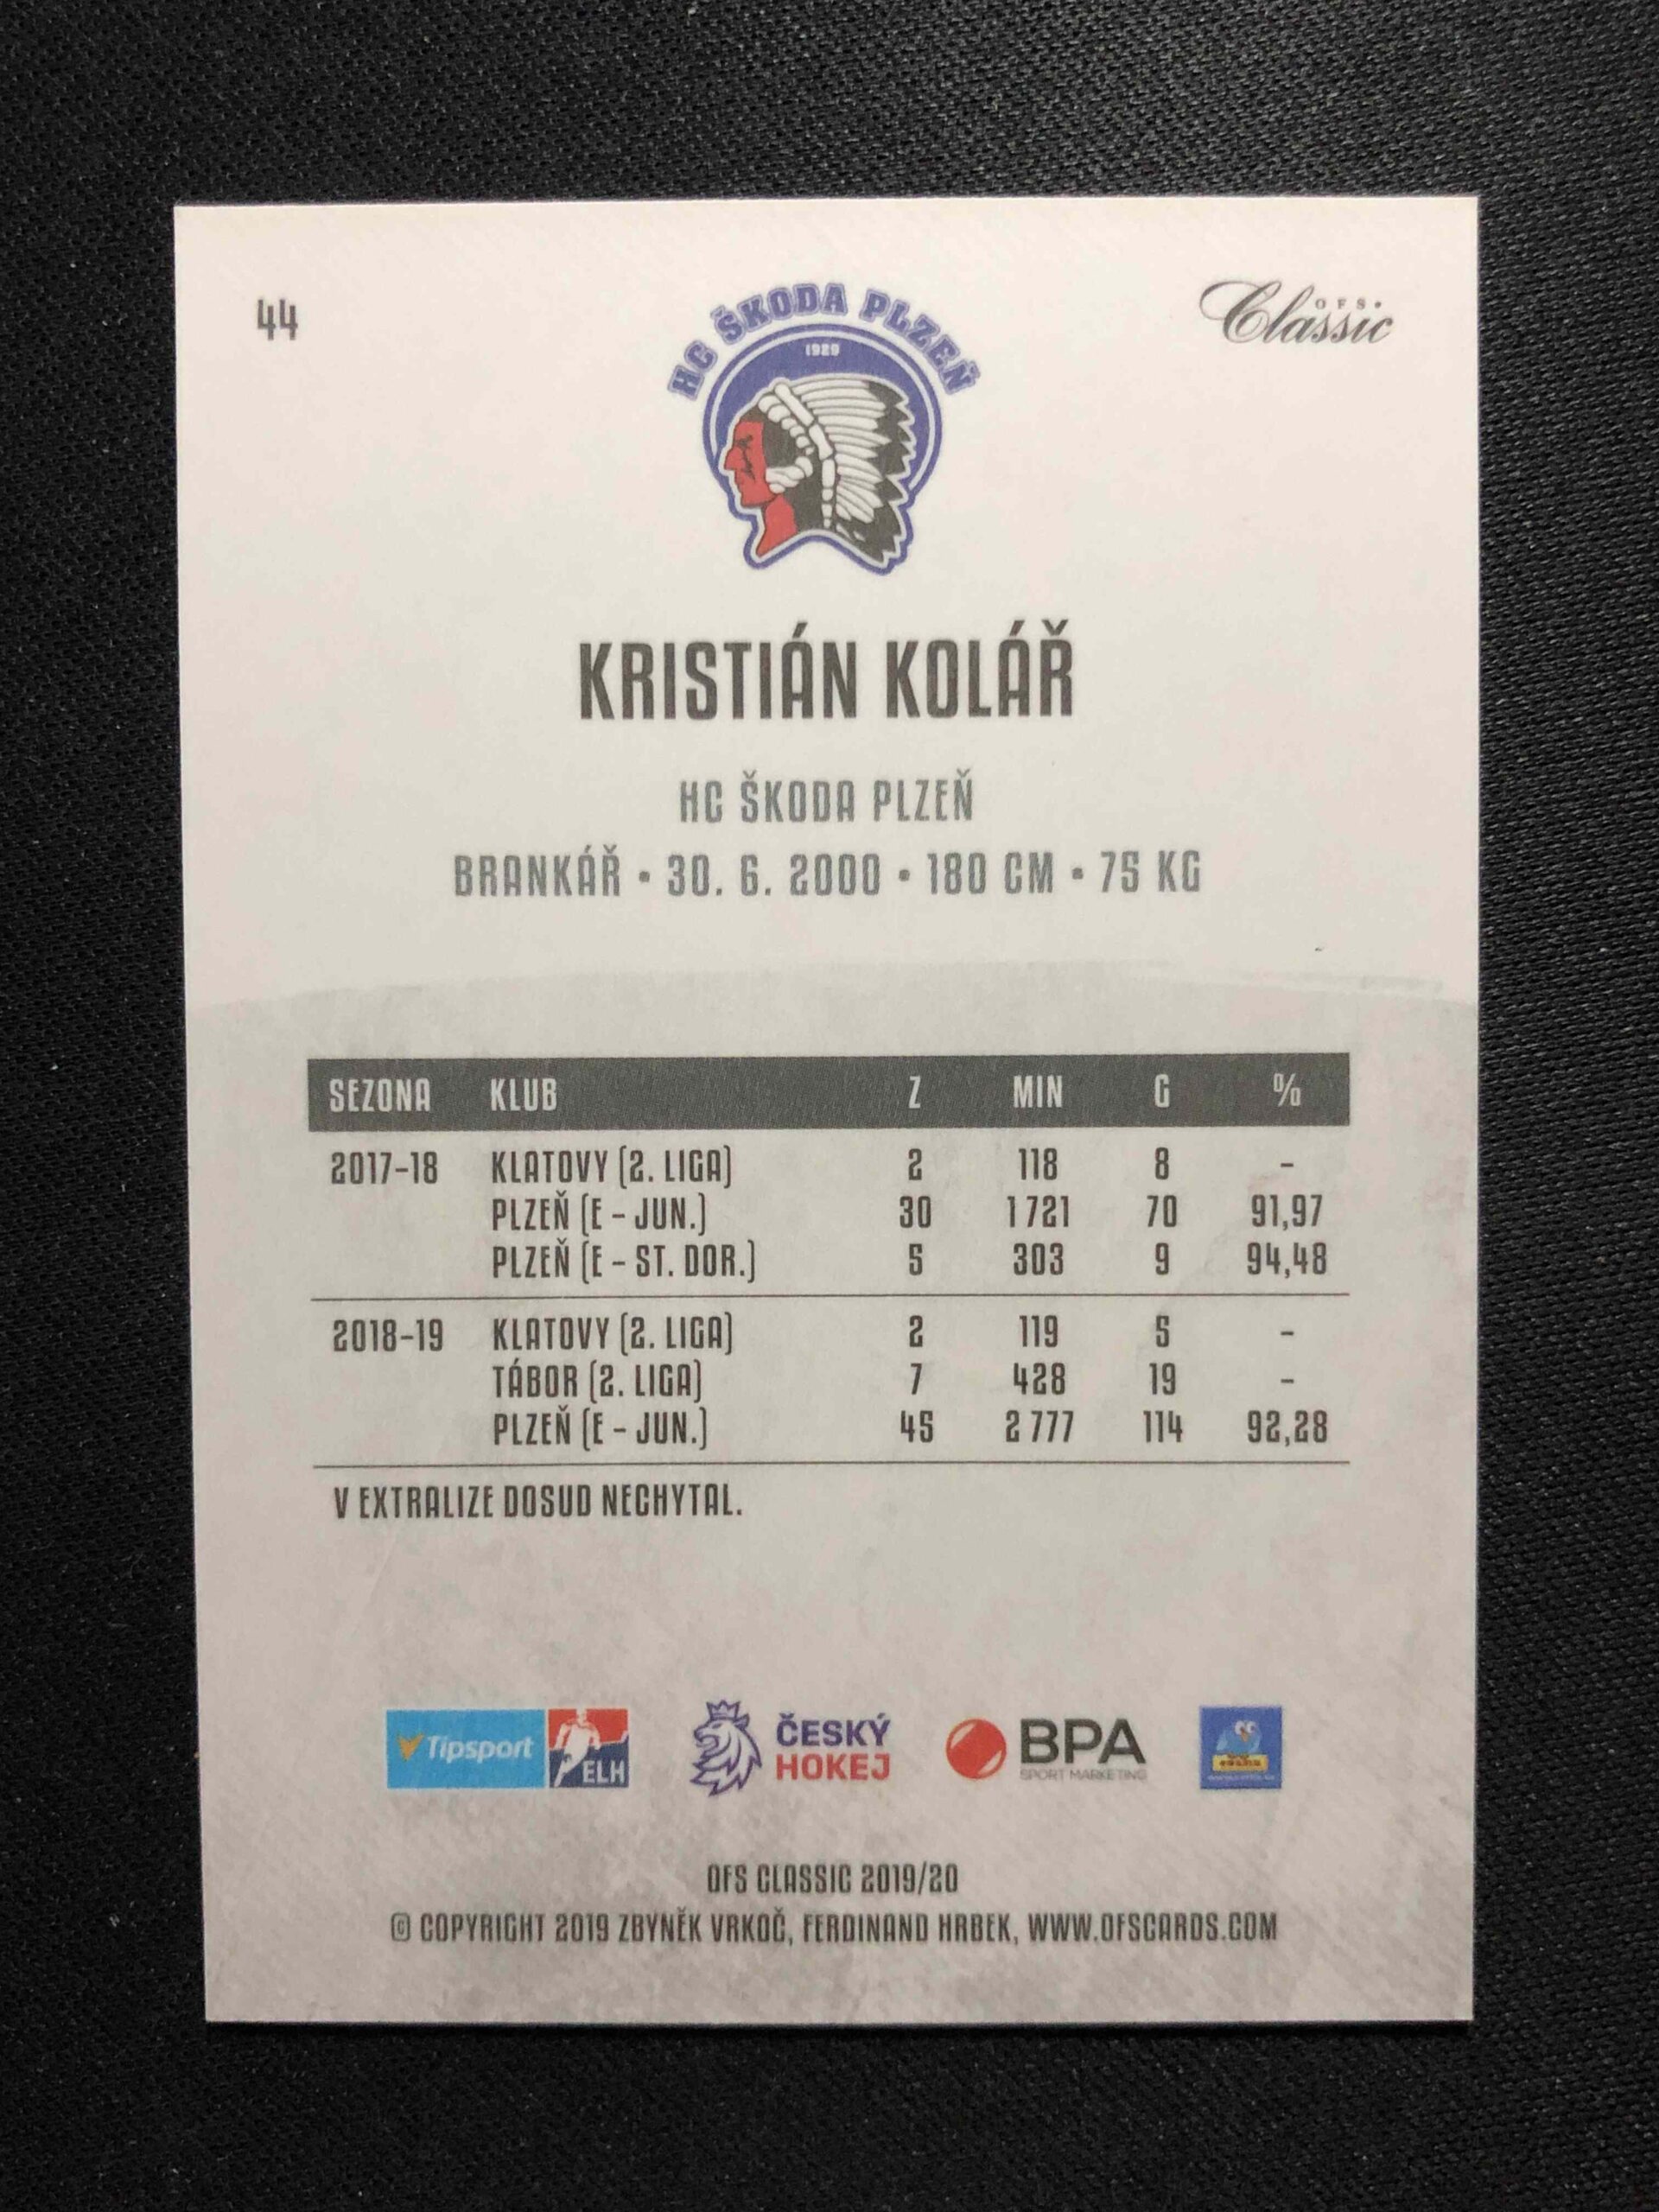 44
OFS.
Classic
HC ŠKODA PLZEŇ
1929
KRISTIÁN KOLÁŘ
HC ŠKODA PLZEŇ
BRANKÁŘ • 30. 6. 2000 • 180 CM • 75 KG
SEZONA KLUB Z MIN G %
2017-18 KLATOVY (2. LIGA) 2 118 8 -
PLZEŇ (E - JUN.) 30 1 721 70 91,97
PLZEŇ (E - ST. DOR.) 5 303 9 94,48
2018-19 KLATOVY (2. LIGA) 2 119 5 -
TÁBOR (2. LIGA) 7 428 19 -
PLZEŇ (E - JUN.) 45 2 777 114 92,28
V EXTRALIZE DOSUD NECHYTAL.
Tipsport
ELH
ČESKÝ
HOKEJ
BPA
SPORT MARKETING
OFS CLASSIC 2019/20
© COPYRIGHT 2019 ZBYNĚK VRKOČ, FERDINAND HRBEK, WWW.OFSCARDS.COM